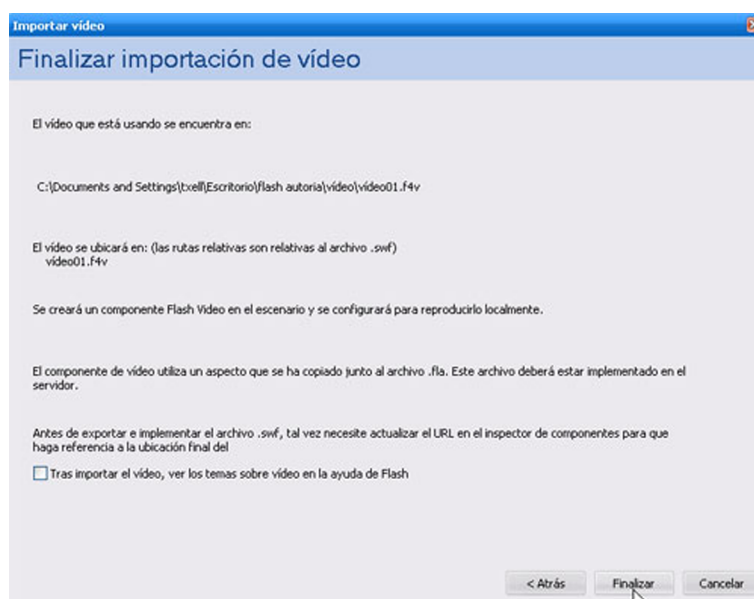 Importar vídeo
Finalizar importación de vídeo
El vídeo que está usando se encuentra en:
C:\Documents and Settings\txell\Escritorio\flash autoria\vídeo\vídeo01.f4v
El vídeo se ubicará en: (las rutas relativas son relativas al archivo .swf)
vídeo01.f4v
Se creará un componente Flash Video en el escenario y se configurará para reproducirlo localmente.
El componente de vídeo utiliza un aspecto que se ha copiado junto al archivo .fla. Este archivo deberá estar implementado en el
servidor.
Antes de exportar e implementar el archivo .swf, tal vez necesite actualizar el URL en el inspector de componentes para que
haga referencia a la ubicación final del
Tras importar el vídeo, ver los temas sobre vídeo en la ayuda de Flash
< Atrás
Finalizar
Cancelar